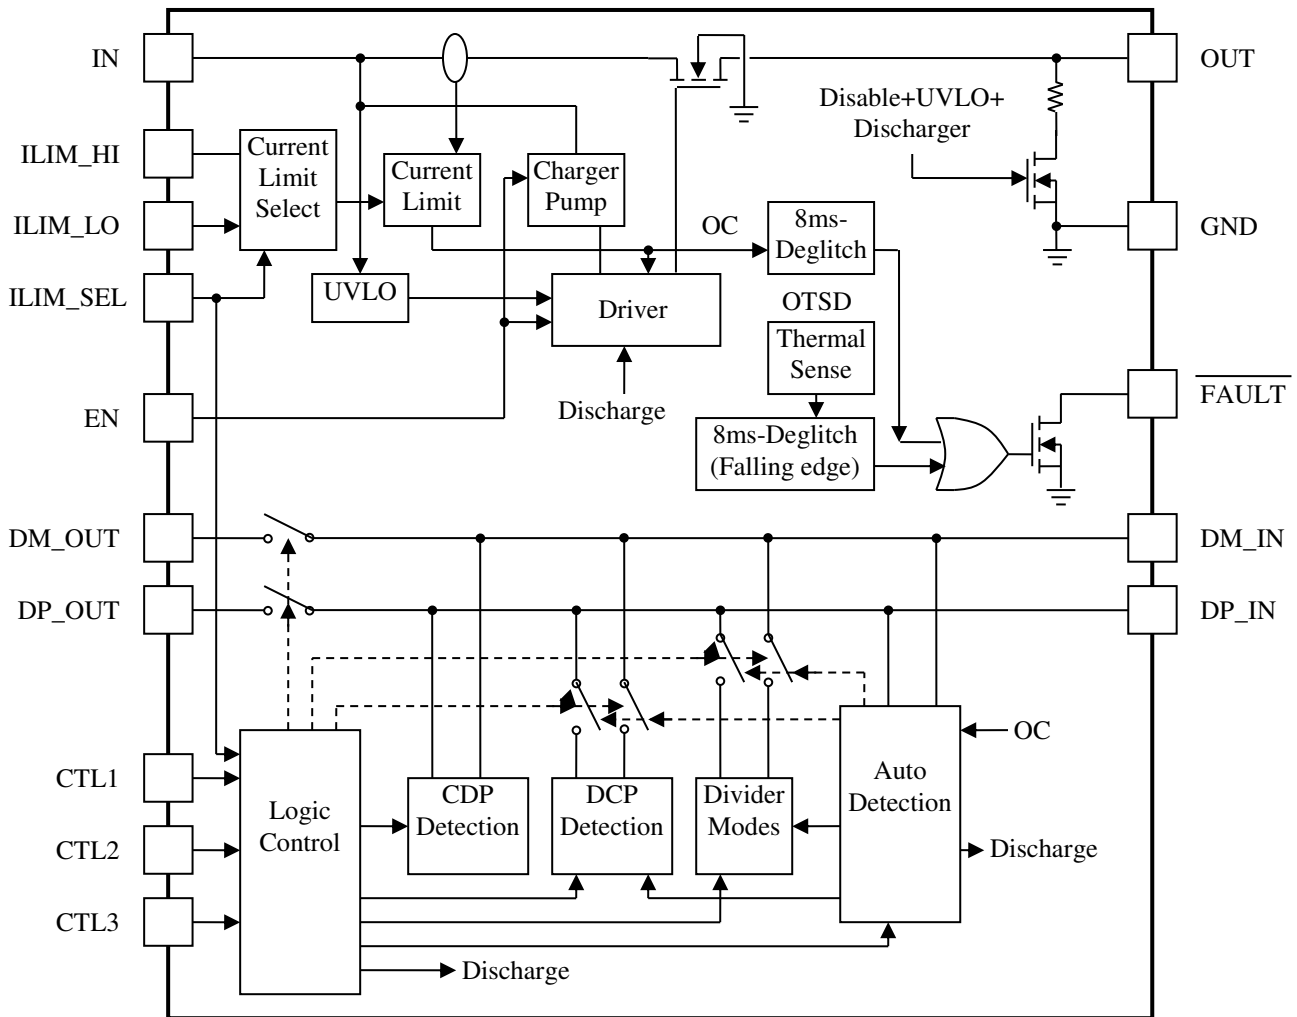 IN
OUT
Disable+UVLO+
Discharger
ILIM_HI
Current
Limit
Select
Current
Limit
Charger
Pump
ILIM_LO
OC
8ms-
Deglitch
GND
ILIM_SEL
UVLO
Driver
OTSD
Thermal
Sense
FAULT
EN
Discharge
8ms-Deglitch
(Falling edge)
DM_OUT
DM_IN
DP_OUT
DP_IN
OC
CTL1
Logic
Control
CDP
Detection
DCP
Detection
Divider
Modes
Auto
Detection
CTL2
Discharge
CTL3
Discharge